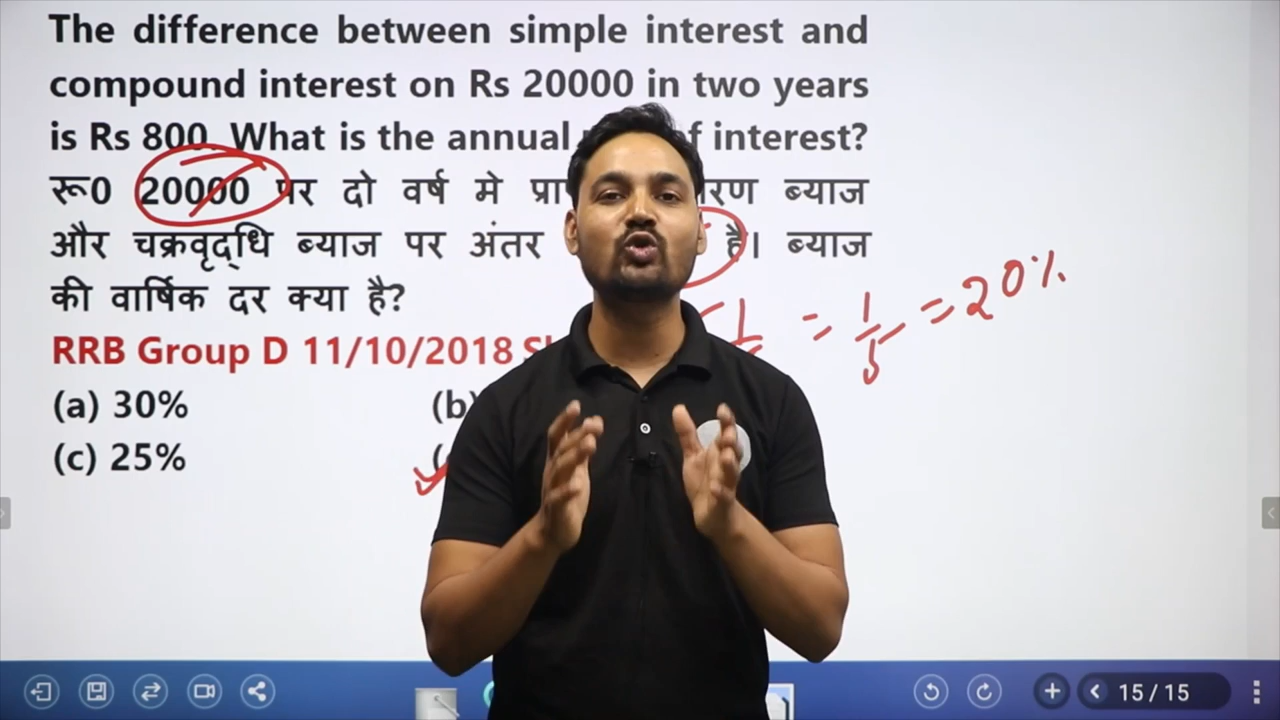 The difference between simple interest and
compound interest on Rs 20000 in two years
is Rs 800. What is the annual of interest?
रू0 20000 पर दो वर्ष मे ब्याज
और चक्रवृद्धि ब्याज पर अंतर है। ब्याज
की वार्षिक दर क्या है?
= 1/5 = 20%
RRB Group D 11/10/2018
(a) 30% (b)
(c) 25%
15 / 15